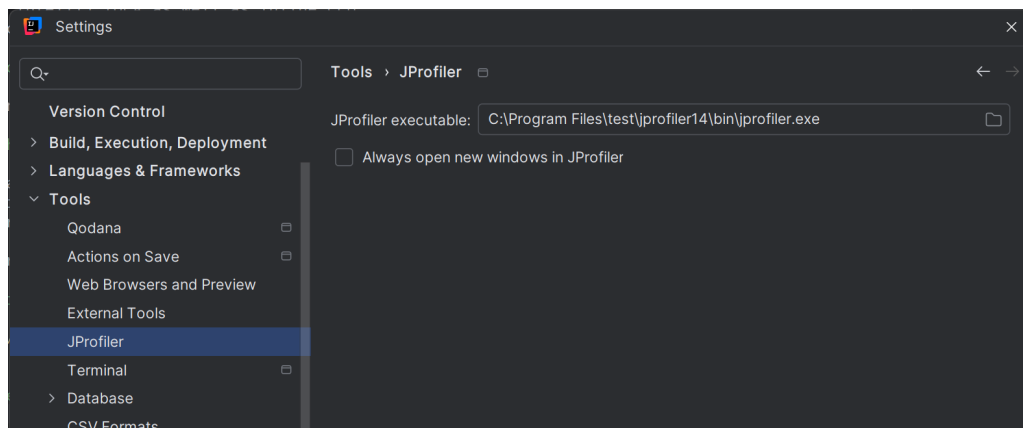 Settings
Tools › JProfiler
Version Control
JProfiler executable: C:\Program Files\test\jprofiler14\bin\jprofiler.exe
Build, Execution, Deployment
Always open new windows in JProfiler
Languages & Frameworks
Tools
Qodana
Actions on Save
Web Browsers and Preview
External Tools
JProfiler
Terminal
Database
CSV Formats